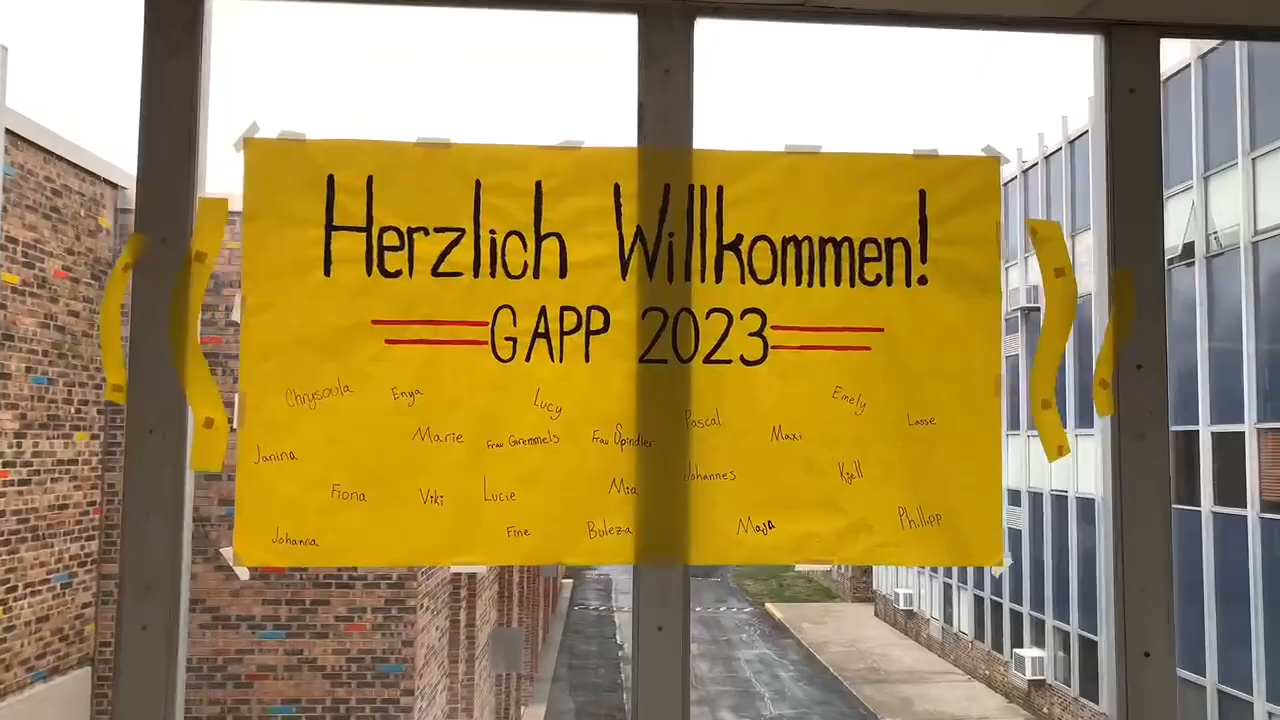 Herzlich Willkommen!
GAPP 2023
Chrysoula Enya Lucy Emely
Marie Frau Gremmels Frau Spindler Pascal Maxi Lasse
Janina
Fiona Viki Lucie Mia Johannes Kjell
Johanna Fine Buleza Maja Phillipp